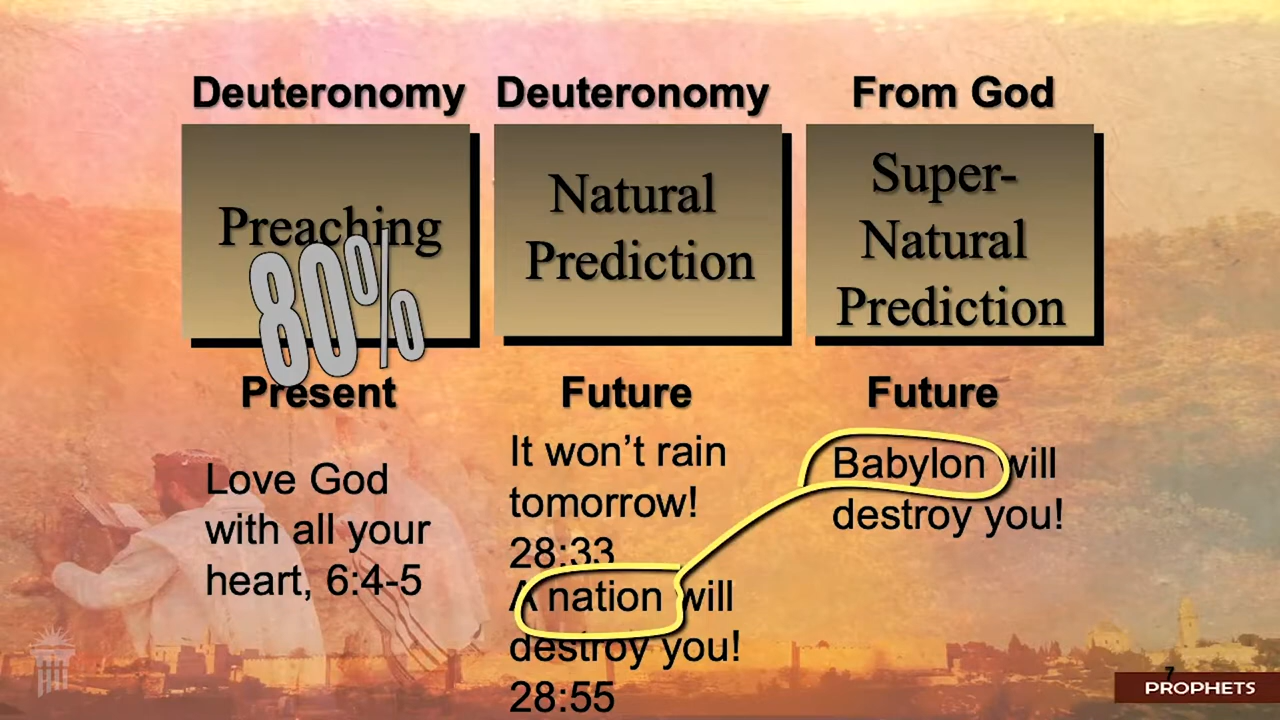 Deuteronomy
Preaching
80%
Present
Love God
with all your
heart, 6:4-5
Deuteronomy
Natural
Prediction
Future
It won’t rain
tomorrow!
28:33
A nation will
destroy you!
28:55
From God
Super-
Natural
Prediction
Future
Babylon will
destroy you!
7
PROPHETS